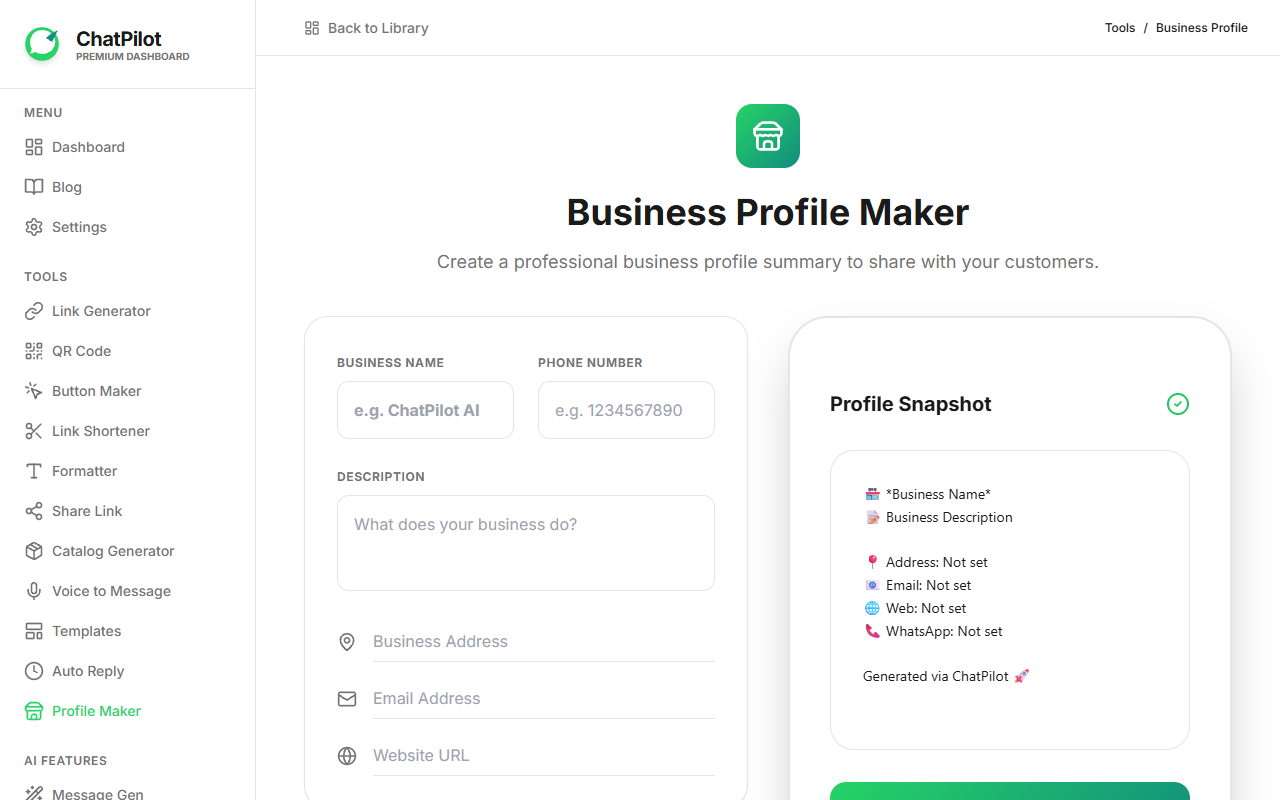 ChatPilot
PREMIUM DASHBOARD
MENU
Dashboard
Blog
Settings
TOOLS
Link Generator
QR Code
Button Maker
Link Shortener
Formatter
Share Link
Catalog Generator
Voice to Message
Templates
Auto Reply
Profile Maker
AI FEATURES
Message Gen
Back to Library
Tools / Business Profile
Business Profile Maker
Create a professional business profile summary to share with your customers.
BUSINESS NAME
e.g. ChatPilot AI
PHONE NUMBER
e.g. 1234567890
DESCRIPTION
What does your business do?
Business Address
Email Address
Website URL
Profile Snapshot
🏪 *Business Name*
📝 Business Description
📍 Address: Not set
📧 Email: Not set
🌐 Web: Not set
📞 WhatsApp: Not set
Generated via ChatPilot 🚀